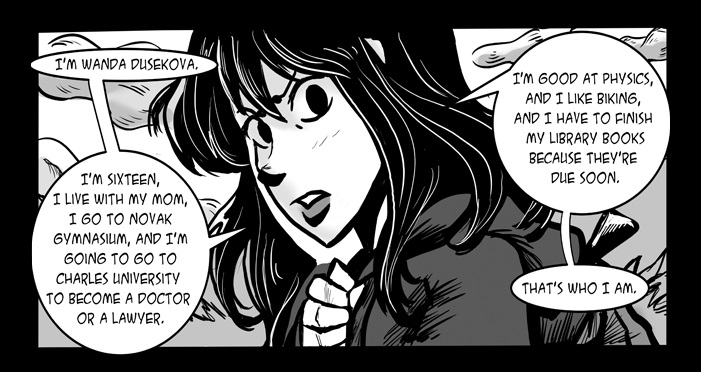 I'M WANDA DUSEKOVA.
I'M SIXTEEN,
I LIVE WITH MY MOM,
I GO TO NOVAK
GYMNASIUM, AND I'M
GOING TO GO TO
CHARLES UNIVERSITY
TO BECOME A DOCTOR
OR A LAWYER.
I'M GOOD AT PHYSICS,
AND I LIKE BIKING,
AND I HAVE TO FINISH
MY LIBRARY BOOKS
BECAUSE THEY'RE
DUE SOON.
THAT'S WHO I AM.